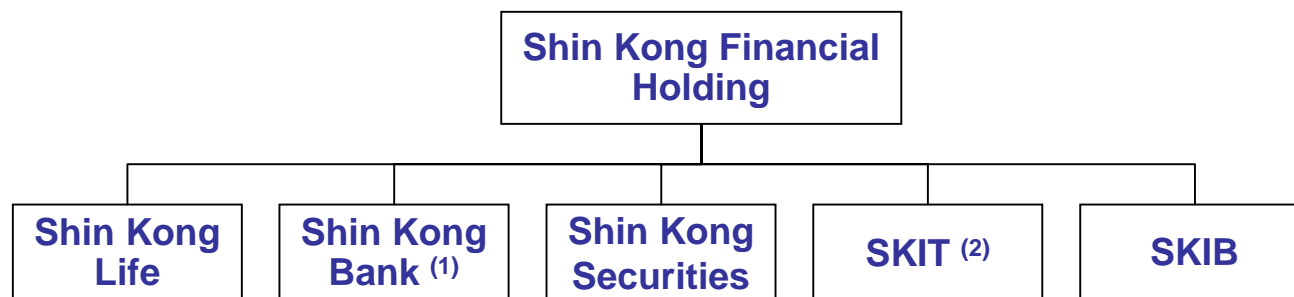 Shin Kong Financial
Holding
Shin Kong
Life
Shin Kong
Bank (1)
Shin Kong
Securities
SKIT (2)
SKIB